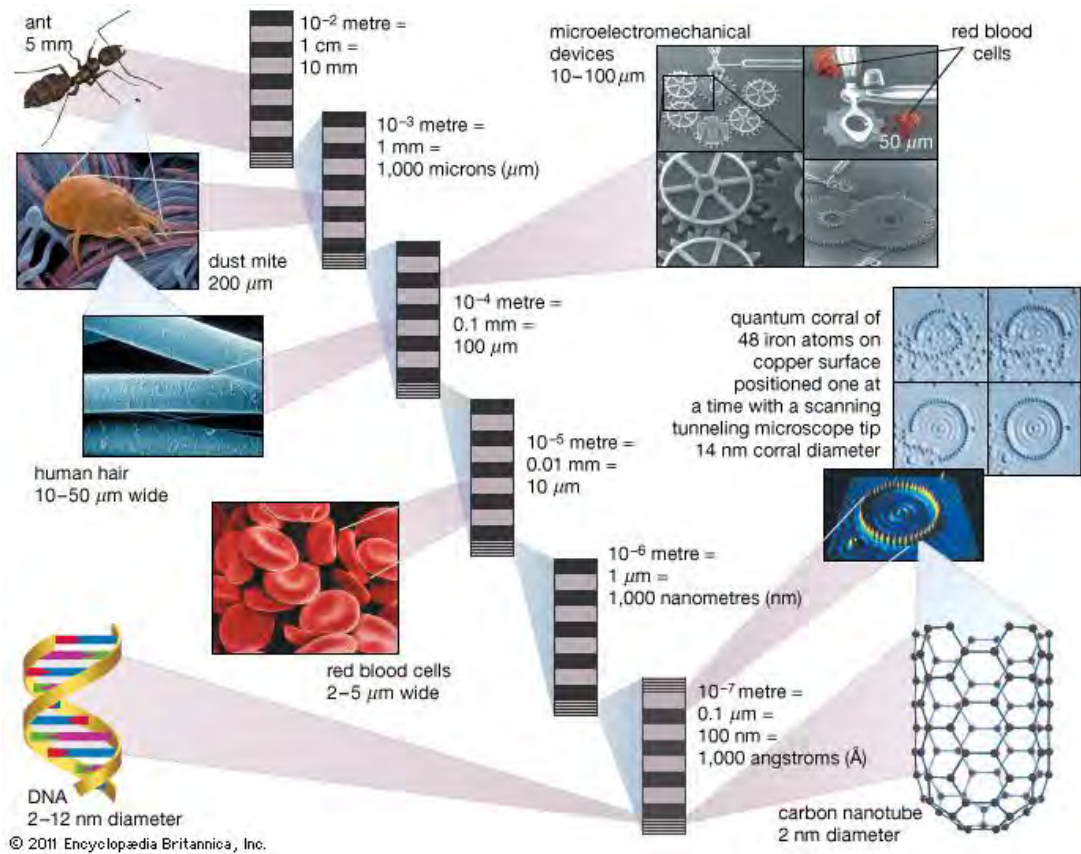 ant
5 mm
10⁻² metre =
1 cm =
10 mm
microelectromechanical
devices
10–100 μm
red blood
cells
50 μm
10⁻³ metre =
1 mm =
1,000 microns (μm)
dust mite
200 μm
10⁻⁴ metre =
0.1 mm =
100 μm
quantum corral of
48 iron atoms on
copper surface
positioned one at
a time with a scanning
tunneling microscope tip
14 nm corral diameter
human hair
10–50 μm wide
10⁻⁵ metre =
0.01 mm =
10 μm
10⁻⁶ metre =
1 μm =
1,000 nanometres (nm)
red blood cells
2–5 μm wide
10⁻⁷ metre =
0.1 μm =
100 nm =
1,000 angstroms (Å)
DNA
2–12 nm diameter
carbon nanotube
2 nm diameter
© 2011 Encyclopædia Britannica, Inc.